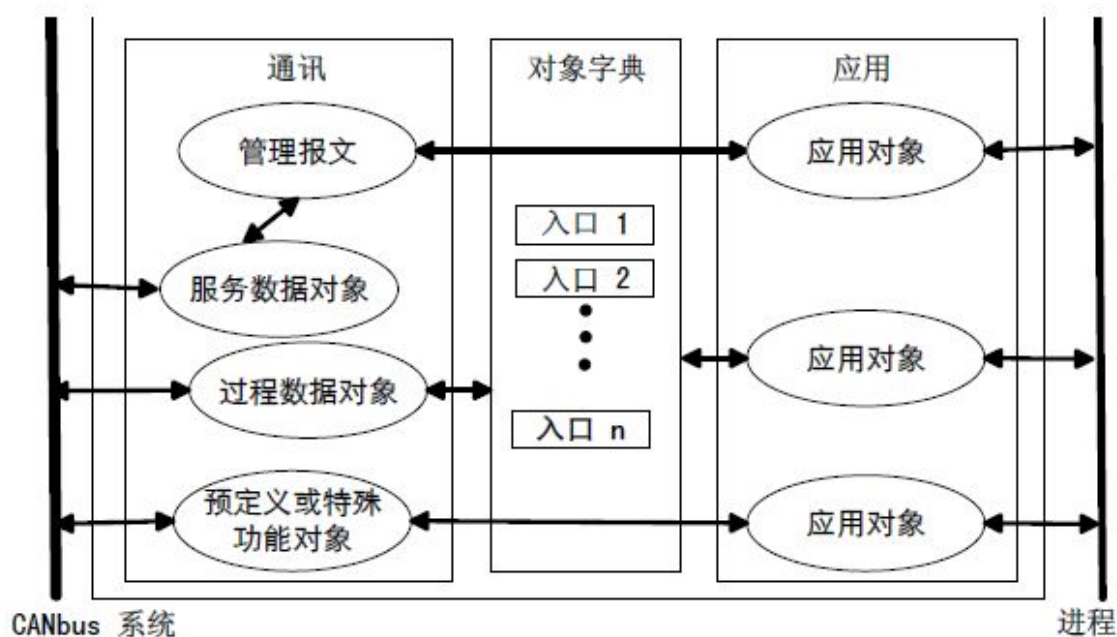 通讯
对象字典
应用
管理报文
应用对象
入口 1
服务数据对象
入口 2
过程数据对象
应用对象
入口 n
预定义或特殊
功能对象
应用对象
CANbus 系统
进程